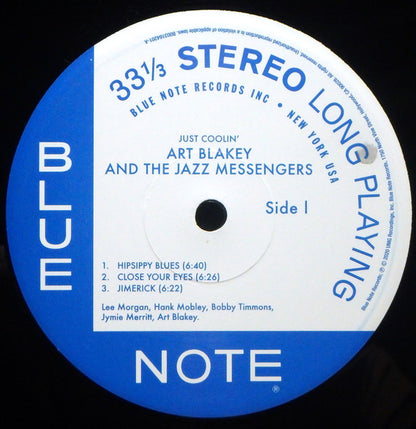 33⅓ STEREO LONG PLAYING
BLUE NOTE RECORDS INC • NEW YORK USA
JUST COOLIN'
ART BLAKEY
AND THE JAZZ MESSENGERS
Side 1
1. HIPSIPPY BLUES (6:40)
2. CLOSE YOUR EYES (6:26)
3. JIMERICK (6:22)
Lee Morgan, Hank Mobley, Bobby Timmons,
Jymie Merritt, Art Blakey.
BLUE
NOTE®